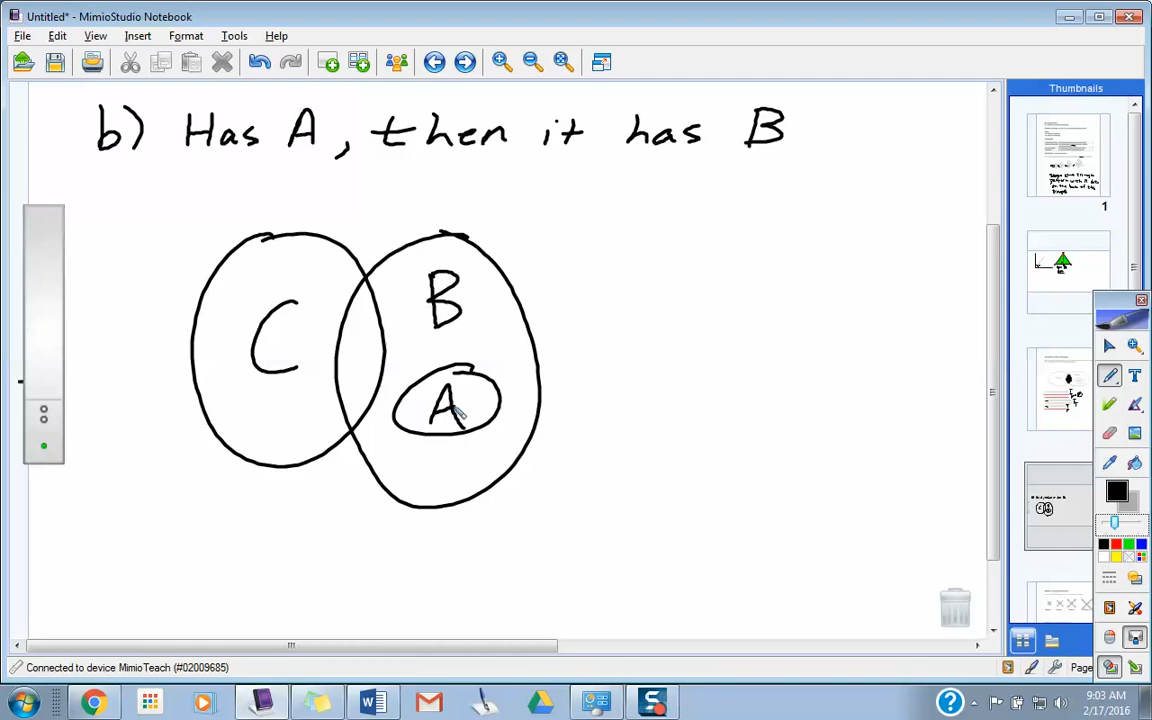 Untitled* - MimioStudio Notebook
File Edit View Insert Format Tools Help
Thumbnails
b) Has A, then it has B
C
B
A
1
T
Connected to device MimioTeach (#02009685)
Page
9:03 AM
2/17/2016